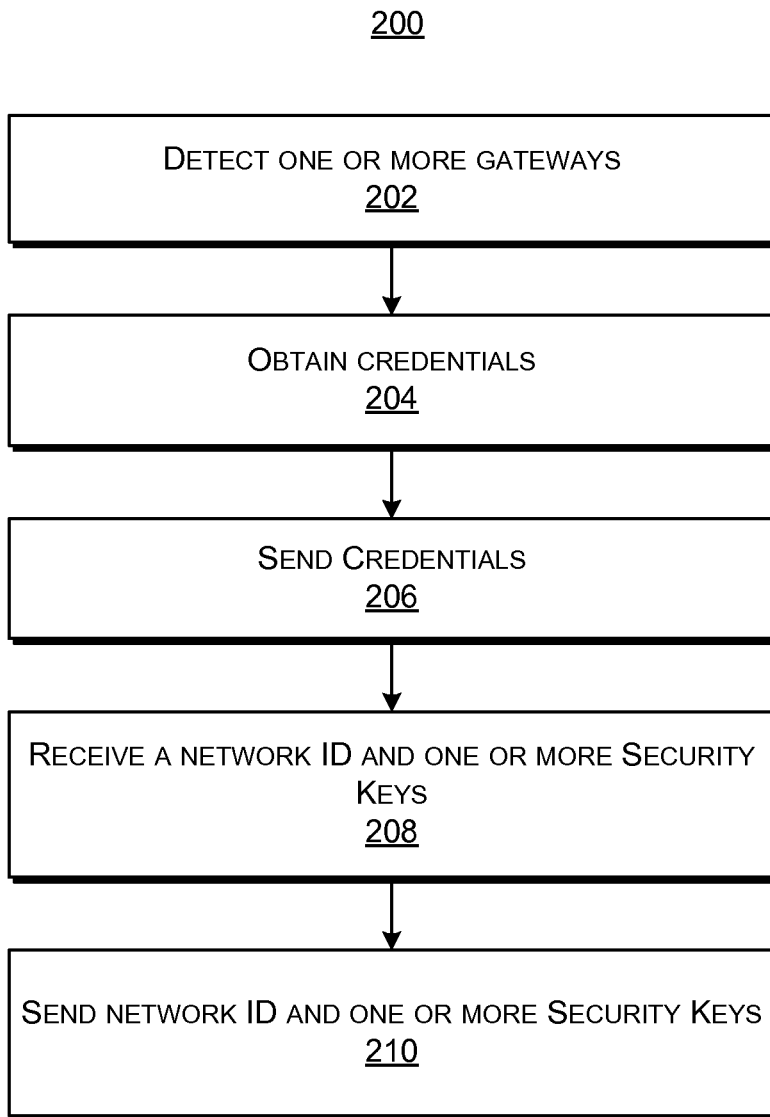 200
DETECT ONE OR MORE GATEWAYS
202
OBTAIN CREDENTIALS
204
SEND CREDENTIALS
206
RECEIVE A NETWORK ID AND ONE OR MORE SECURITY
KEYS
208
SEND NETWORK ID AND ONE OR MORE SECURITY KEYS
210